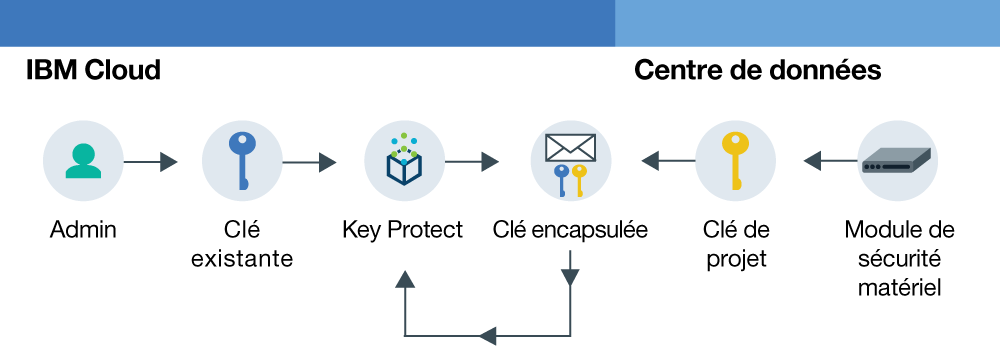 IBM Cloud
Centre de données
Admin
Clé
existante
Key Protect
Clé encapsulée
Clé de
projet
Module de
sécurité
matériel